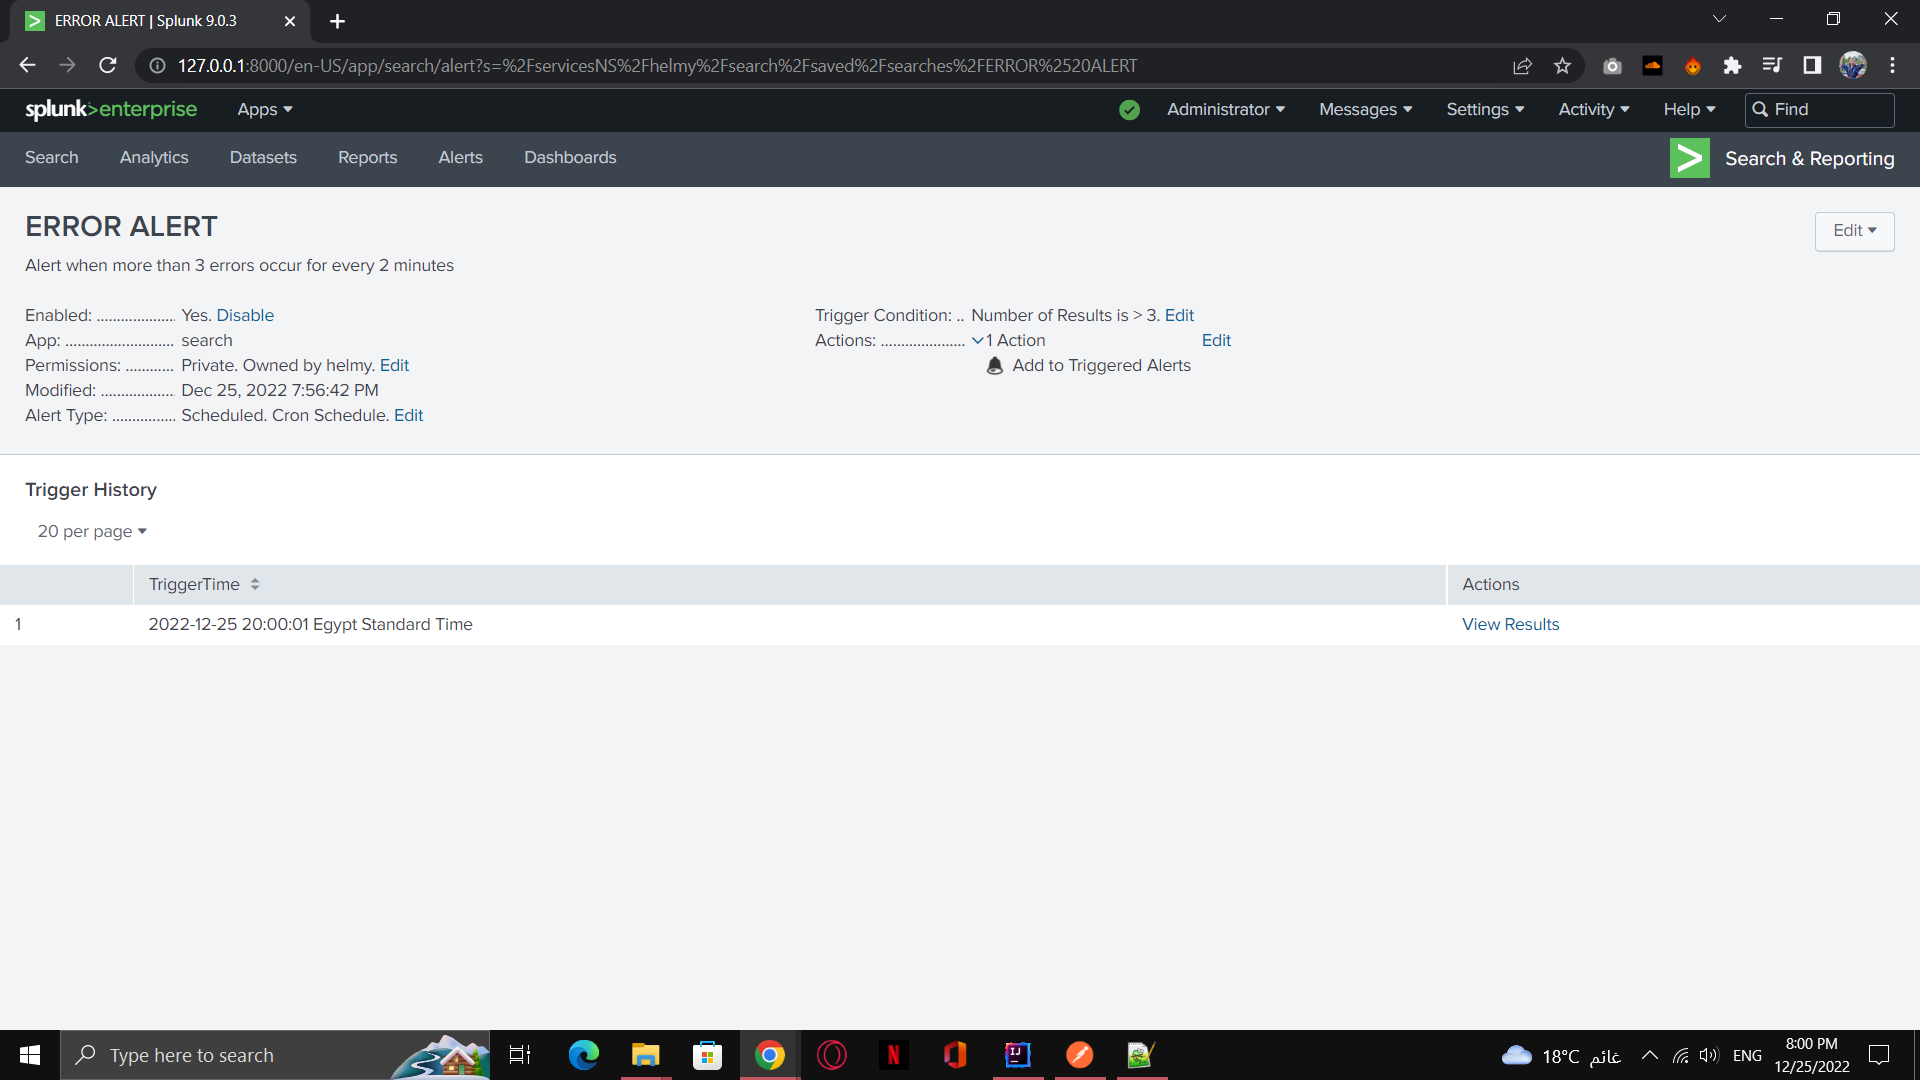 ERROR ALERT | Splunk 9.0.3
127.0.0.1:8000/en-US/app/search/alert?s=%2FservicesNS%2Fhelmy%2Fsearch%2Fsaved%2Fsearches%2FERROR%2520ALERT
splunk>enterprise Apps Administrator Messages Settings Activity Help Find
Search Analytics Datasets Reports Alerts Dashboards Search & Reporting
ERROR ALERT Edit
Alert when more than 3 errors occur for every 2 minutes
Enabled: .................... Yes. Disable Trigger Condition: .. Number of Results is > 3. Edit
App: ........................... search Actions: ..................... 1 Action Edit
Permissions: ............ Private. Owned by helmy. Edit Add to Triggered Alerts
Modified: ................... Dec 25, 2022 7:56:42 PM
Alert Type: ................ Scheduled. Cron Schedule. Edit
Trigger History
20 per page
TriggerTime Actions
1 2022-12-25 20:00:01 Egypt Standard Time View Results
Type here to search 18°C غائم ENG 8:00 PM
12/25/2022